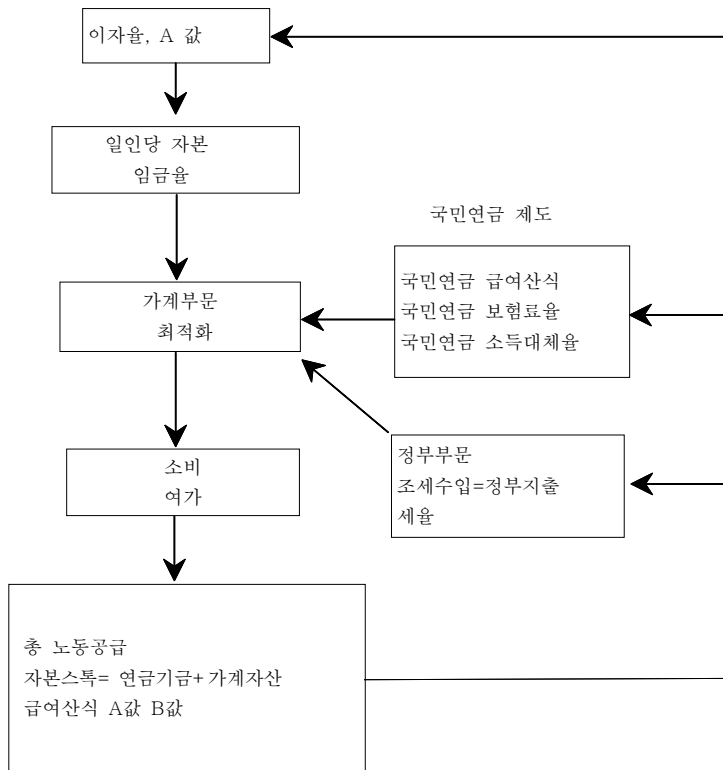 이자율, A 값
일인당 자본
임금율
국민연금 제도
국민연금 급여산식
국민연금 보험료율
국민연금 소득대체율
가계부문
최적화
정부부문
조세수입=정부지출
세율
소비
여가
총 노동공급
자본스톡= 연금기금+가계자산
급여산식 A값 B값